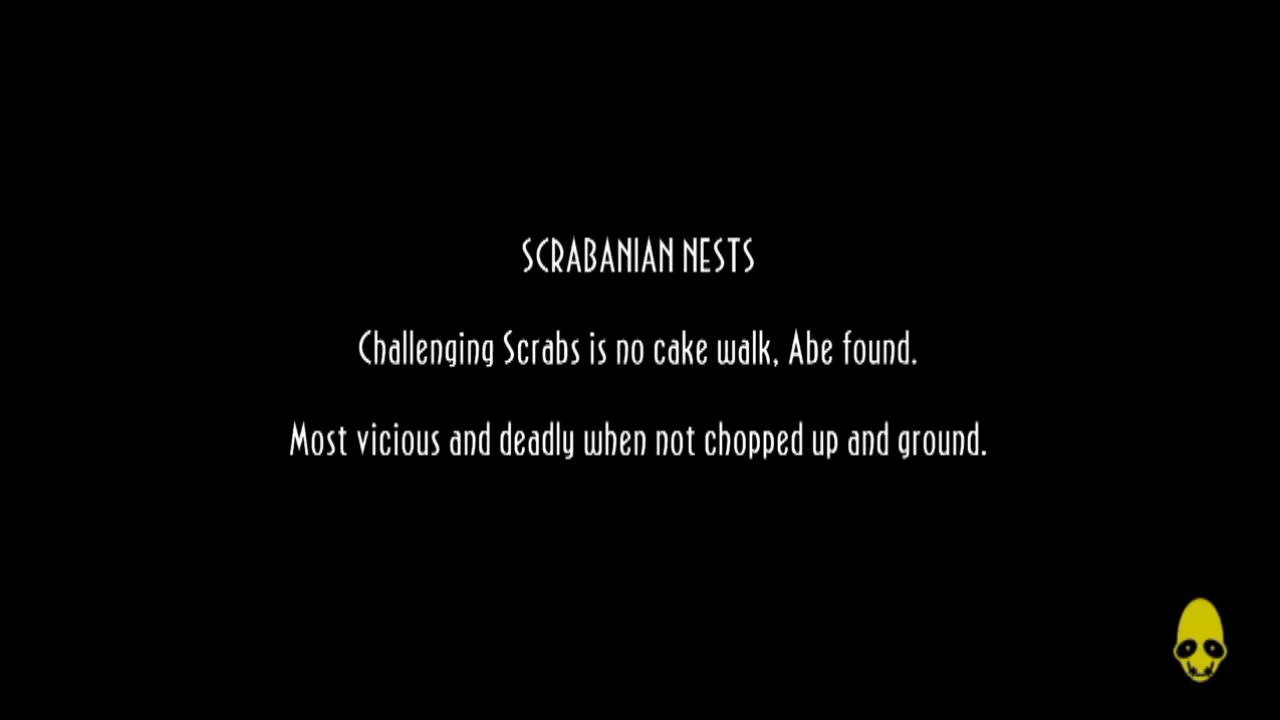 SCRABANIAN NESTS
Challenging Scrabs is no cake walk, Abe found.
Most vicious and deadly when not chopped up and ground.